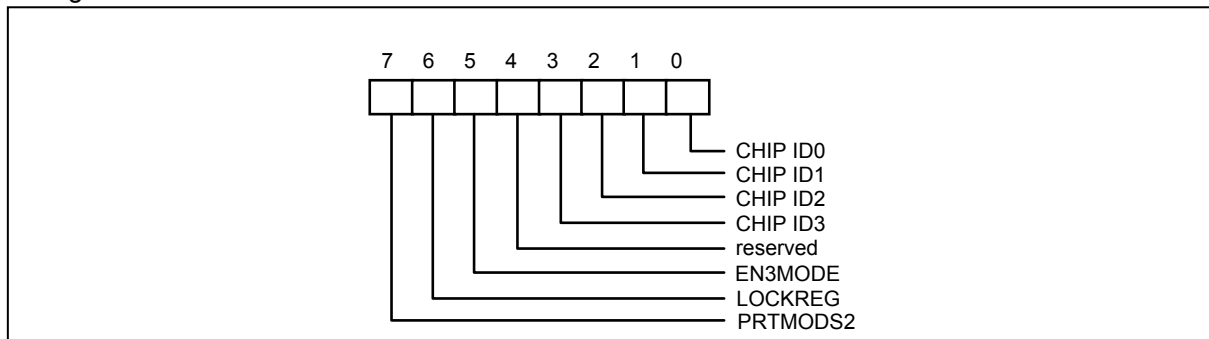 7 6 5 4 3 2 1 0
CHIP ID0
CHIP ID1
CHIP ID2
CHIP ID3
reserved
EN3MODE
LOCKREG
PRTMODS2